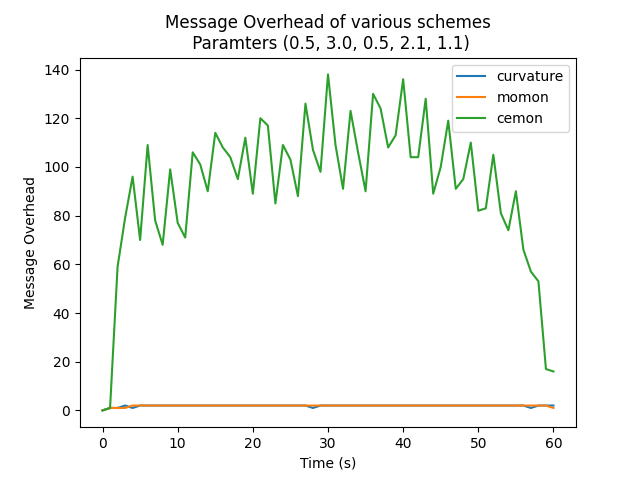 Message Overhead of various schemes
Paramters (0.5, 3.0, 0.5, 2.1, 1.1)
curvature
momon
cemon
Message Overhead
140
120
100
80
60
40
20
0
0 10 20 30 40 50 60
Time (s)